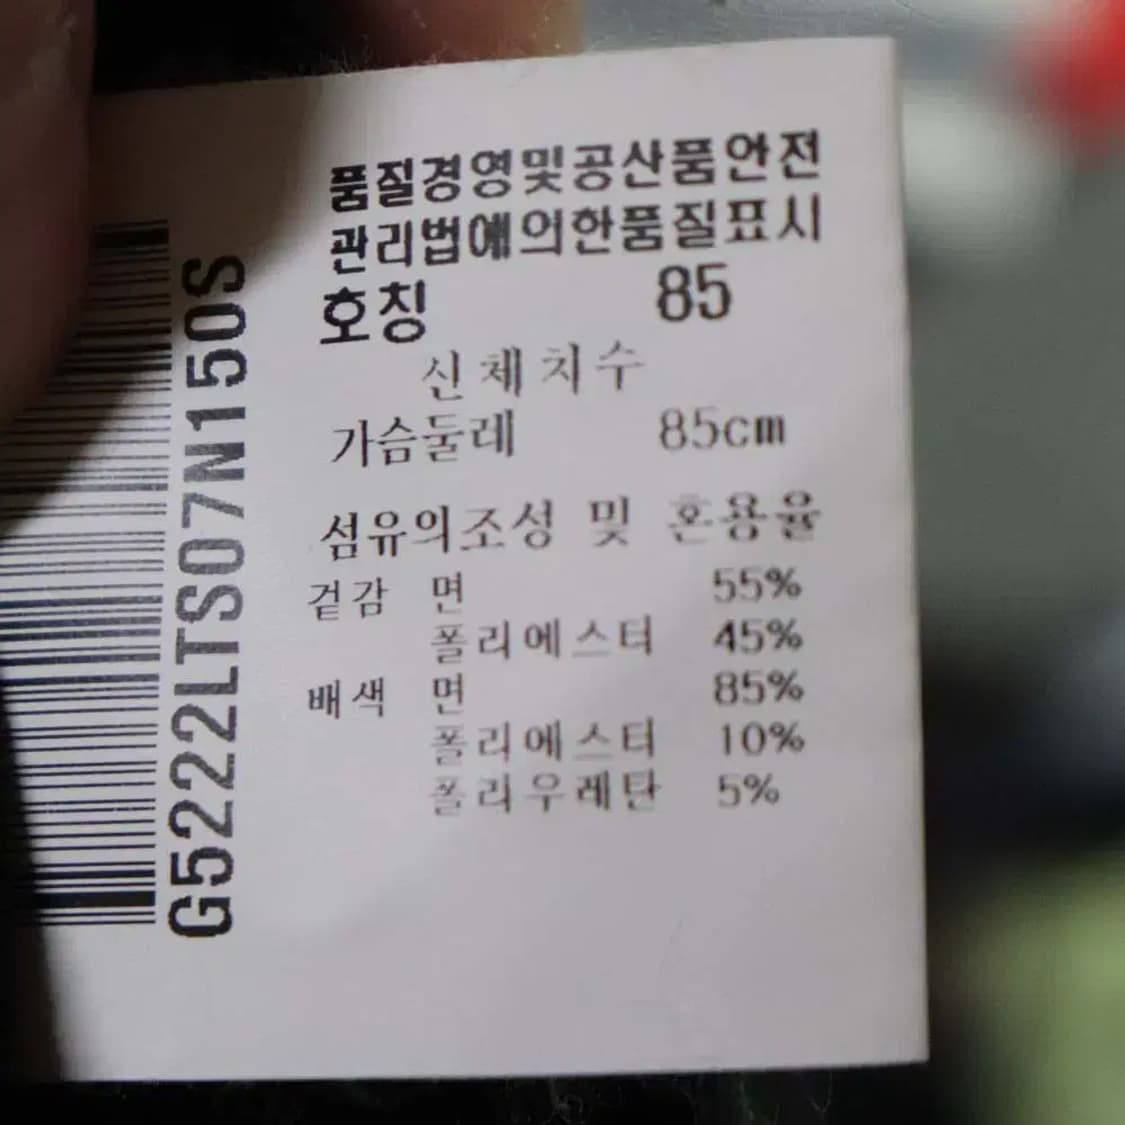 품질경영및공산품안전
관리법에의한품질표시
호칭 85
신체치수
가슴둘레 85cm
섬유의조성 및 혼용율
겉감 면 55%
폴리에스터 45%
배색 면 85%
폴리에스터 10%
폴리우레탄 5%
G5222LTS07N150S